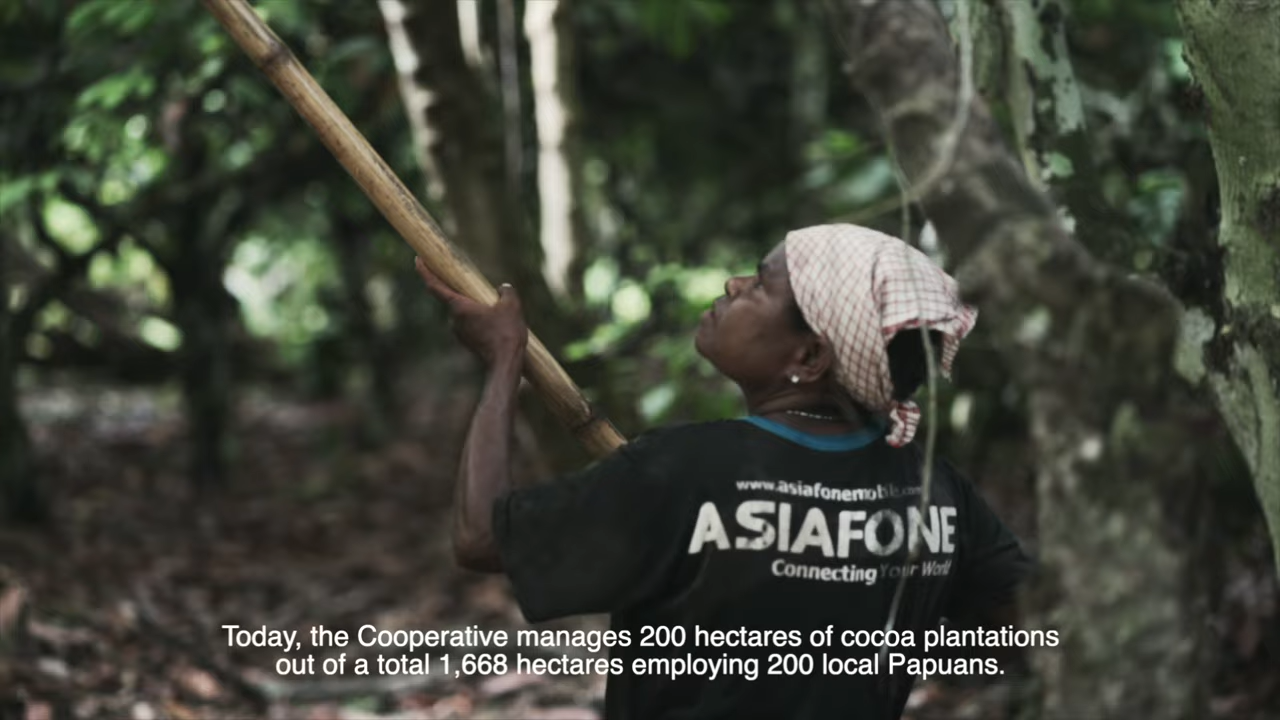 www.asiafonemobile.com
ASIAFONE
Connecting Your World
Today, the Cooperative manages 200 hectares of cocoa plantations
out of a total 1,668 hectares employing 200 local Papuans.